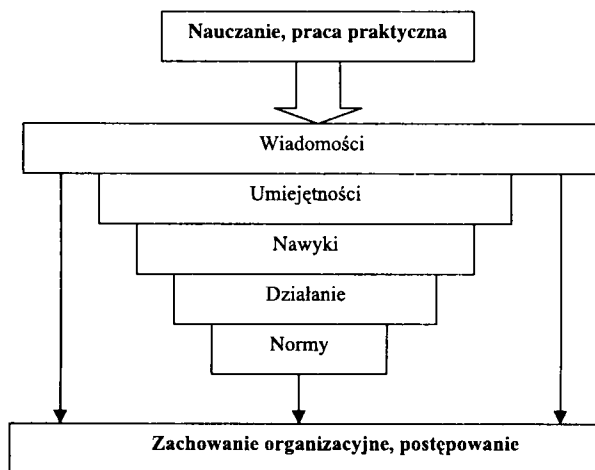 Nauczanie, praca praktyczna
Wiadomości
Umiejętności
Nawyki
Działanie
Normy
Zachowanie organizacyjne, postępowanie